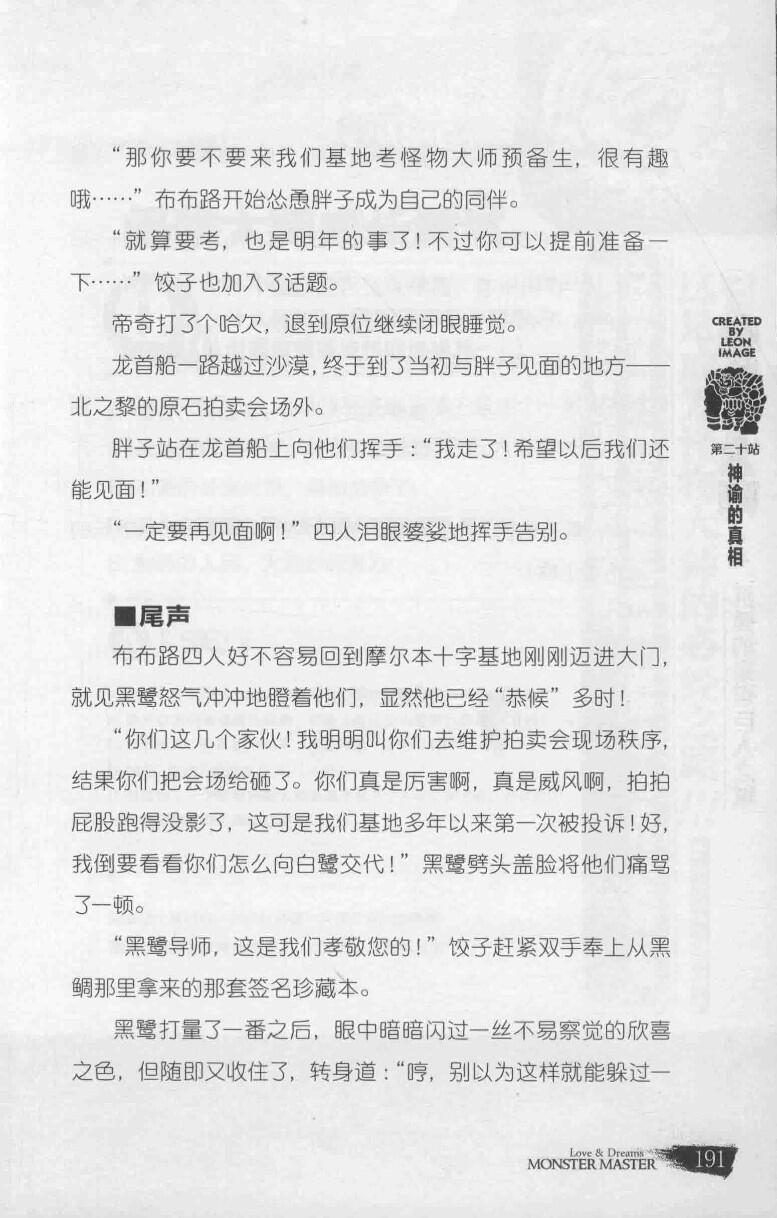 “那你要不要来我们基地考怪物大师预备生，很有趣
哦……”布布路开始怂恿胖子成为自己的同伴。
“就算要考，也是明年的事了！不过你可以提前准备一
下……”饺子也加入了话题。
帝奇打了个哈欠，退到原位继续闭眼睡觉。
龙首船一路越过沙漠，终于到了当初与胖子见面的地方——
北之黎的原石拍卖会场外。
胖子站在龙首船上向他们挥手：“我走了！希望以后我们还
能见面！”
“一定要再见面啊！”四人泪眼婆娑地挥手告别。
■尾声
布布路四人好不容易回到摩尔本十字基地刚刚迈进大门，
就见黑鹭怒气冲冲地瞪着他们，显然他已经“恭候”多时！
“你们这几个家伙！我明明叫你们去维护拍卖会现场秩序，
结果你们把会场给砸了。你们真是厉害啊，真是威风啊，拍拍
屁股跑得没影了，这可是我们基地多年以来第一次被投诉！好，
我倒要看看你们怎么向白鹭交代！”黑鹭劈头盖脸将他们痛骂
了一顿。
“黑鹭导师，这是我们孝敬您的！”饺子赶紧双手奉上从黑
鲷那里拿来的那套签名珍藏本。
黑鹭打量了一番之后，眼中暗暗闪过一丝不易察觉的欣喜
之色，但随即又收住了，转身道：“哼，别以为这样就能躲过一
CREATED
BY
LEON
IMAGE
第二十站
神谕的真相
Love & Dreams
MONSTER MASTER
191